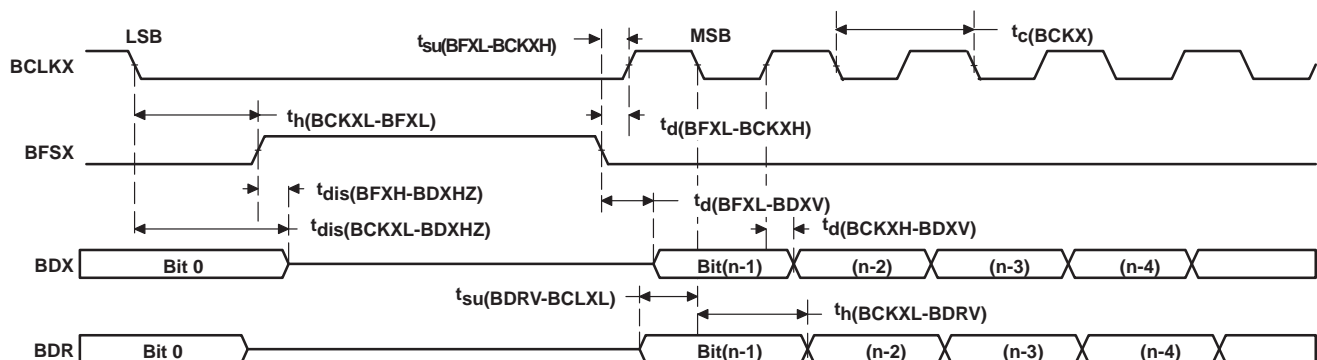 LSB
MSB
tsu(BFXL-BCKXH)
tc(BCKX)
BCLKX
th(BCKXL-BFXL)
td(BFXL-BCKXH)
BFSX
tdis(BFXH-BDXHZ)
td(BFXL-BDXV)
tdis(BCKXL-BDXHZ)
td(BCKXH-BDXV)
BDX
Bit 0
Bit(n-1)
(n-2)
(n-3)
(n-4)
tsu(BDRV-BCLXL)
th(BCKXL-BDRV)
BDR
Bit 0
Bit(n-1)
(n-2)
(n-3)
(n-4)